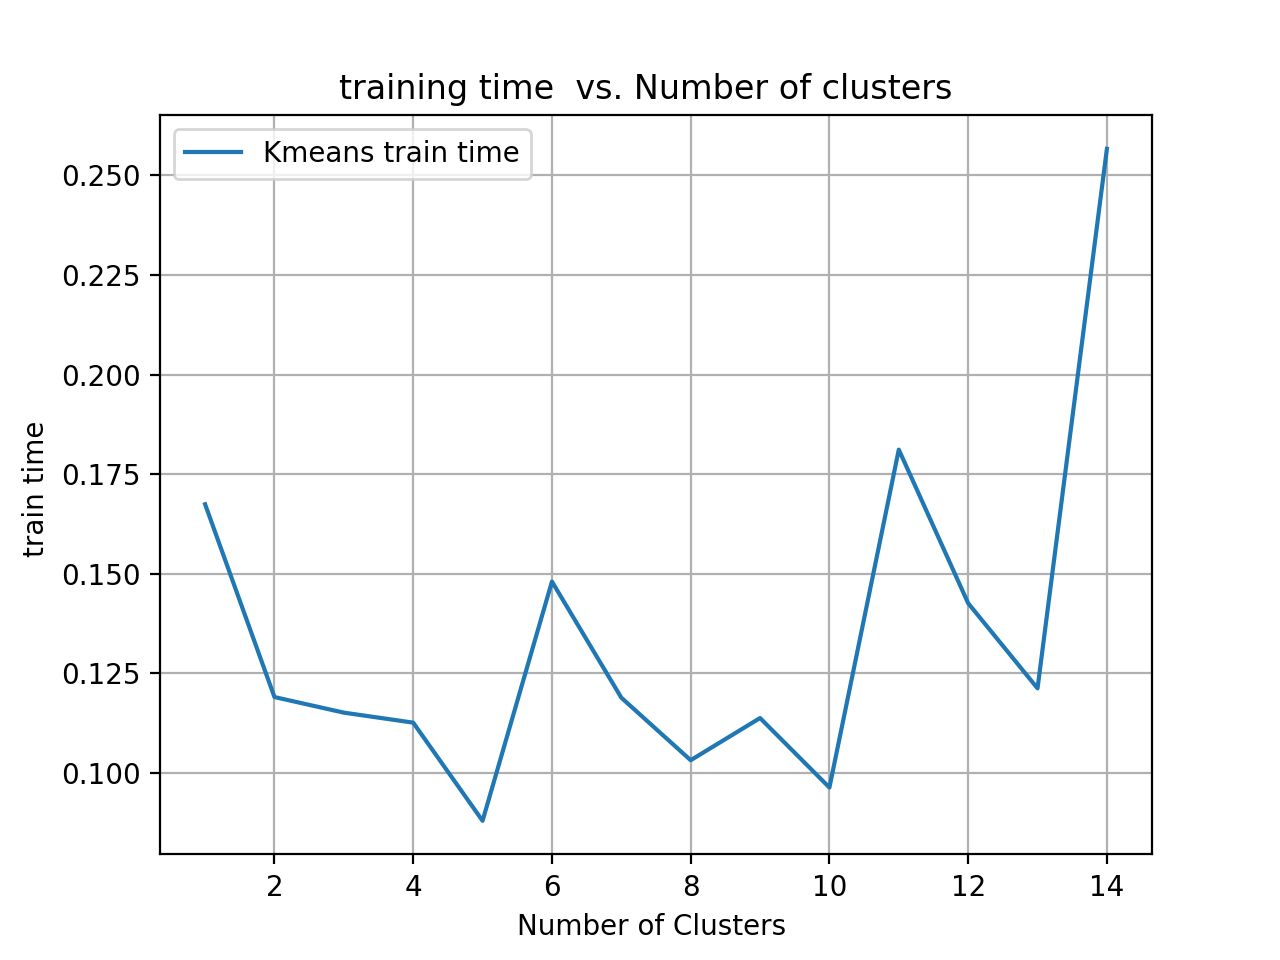 training time  vs. Number of clusters
Kmeans train time
0.250
0.225
0.200
0.175
0.150
0.125
0.100
train time
2 4 6 8 10 12 14
Number of Clusters